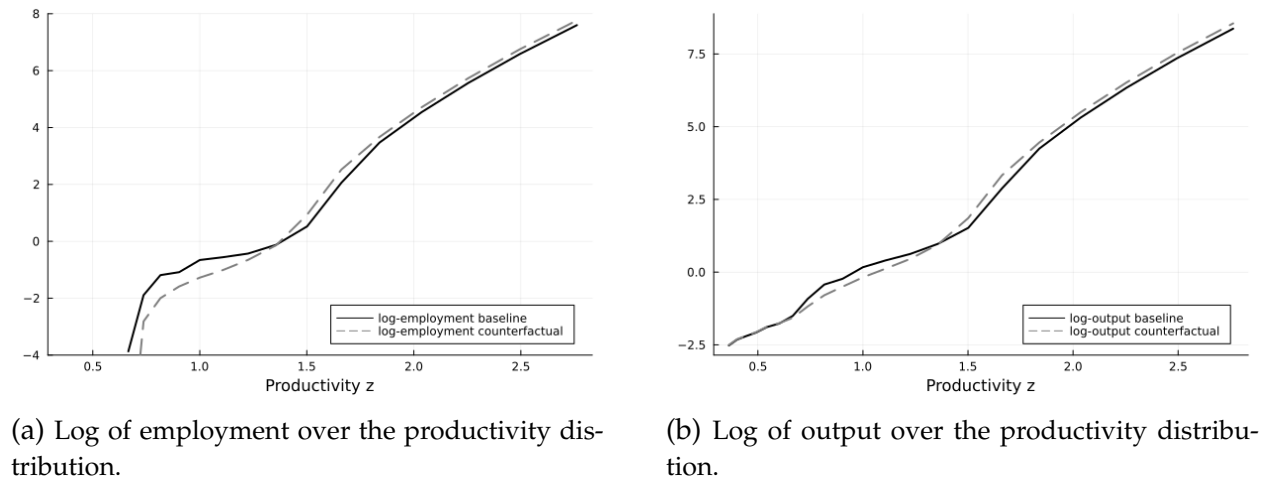 8
6
4
2
0
−2
−4
0.5 1.0 1.5 2.0 2.5
Productivity z
log-employment baseline
log-employment counterfactual
(a) Log of employment over the productivity dis-
tribution.
7.5
5.0
2.5
0.0
−2.5
0.5 1.0 1.5 2.0 2.5
Productivity z
log-output baseline
log-output counterfactual
(b) Log of output over the productivity distribu-
tion.